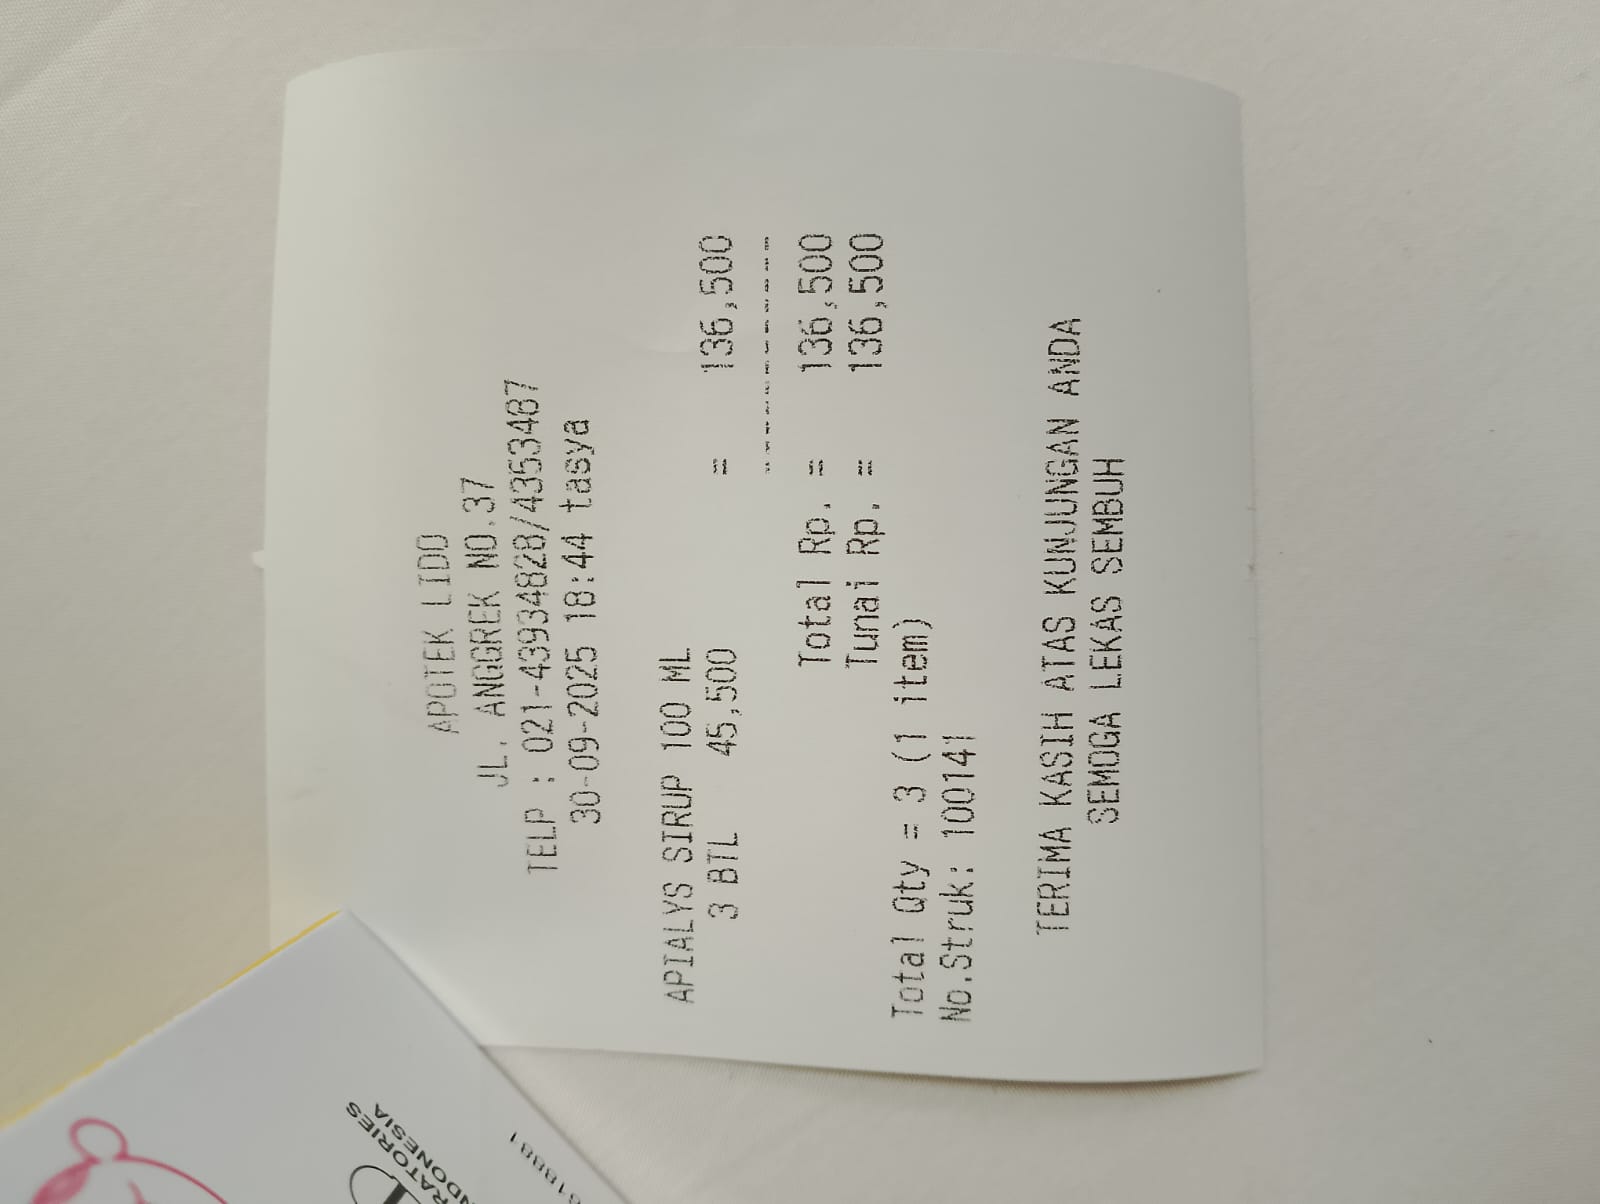 APOTEK LIDO
JL. ANGGREK NO.37
TELP : 021-43934828/4353487
30-09-2025 18:44 tasya
APIALYS SIRUP 100 ML
3 BTL 45,500 = 136,500
-----------------
Total Rp. = 136,500
Tunai Rp. = 136,500
Total Qty = 3 (1 item)
No.Struk: 100141
TERIMA KASIH ATAS KUNJUNGAN ANDA
SEMOGA LEKAS SEMBUH